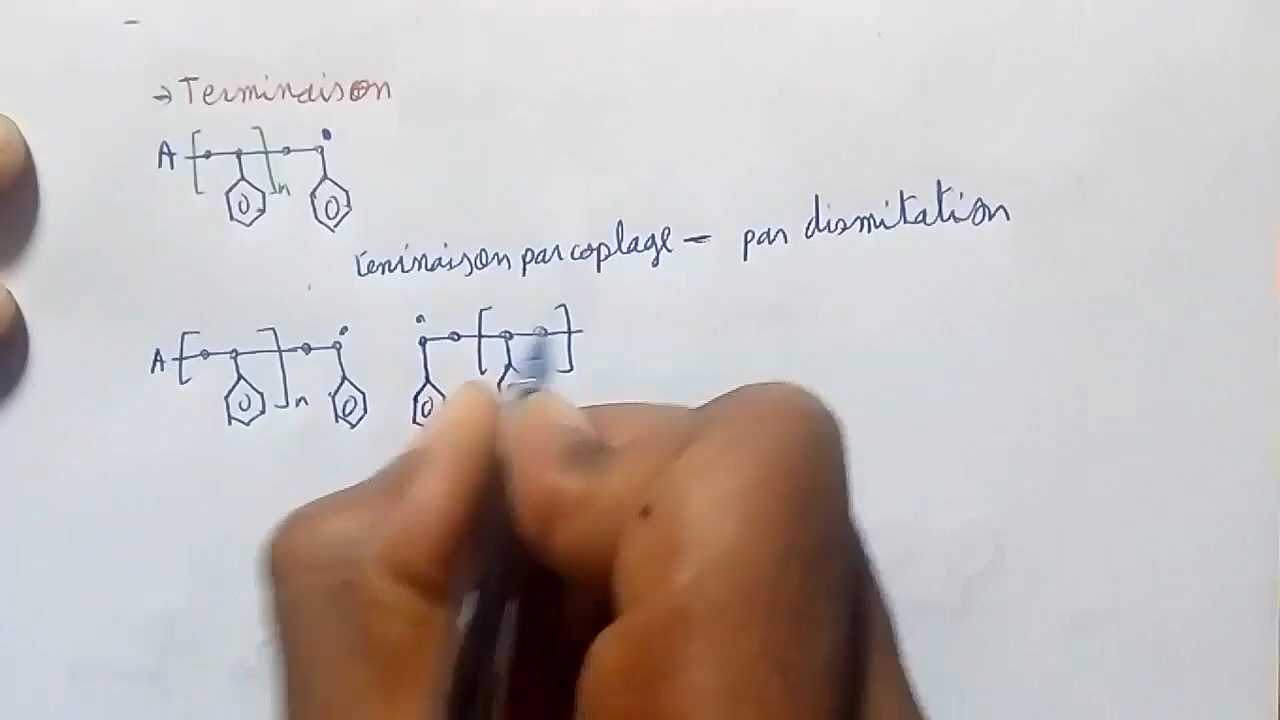 → Terminaison
A [ ]n
terminaison par coplage - par dismitation
A [ ]n [ ]